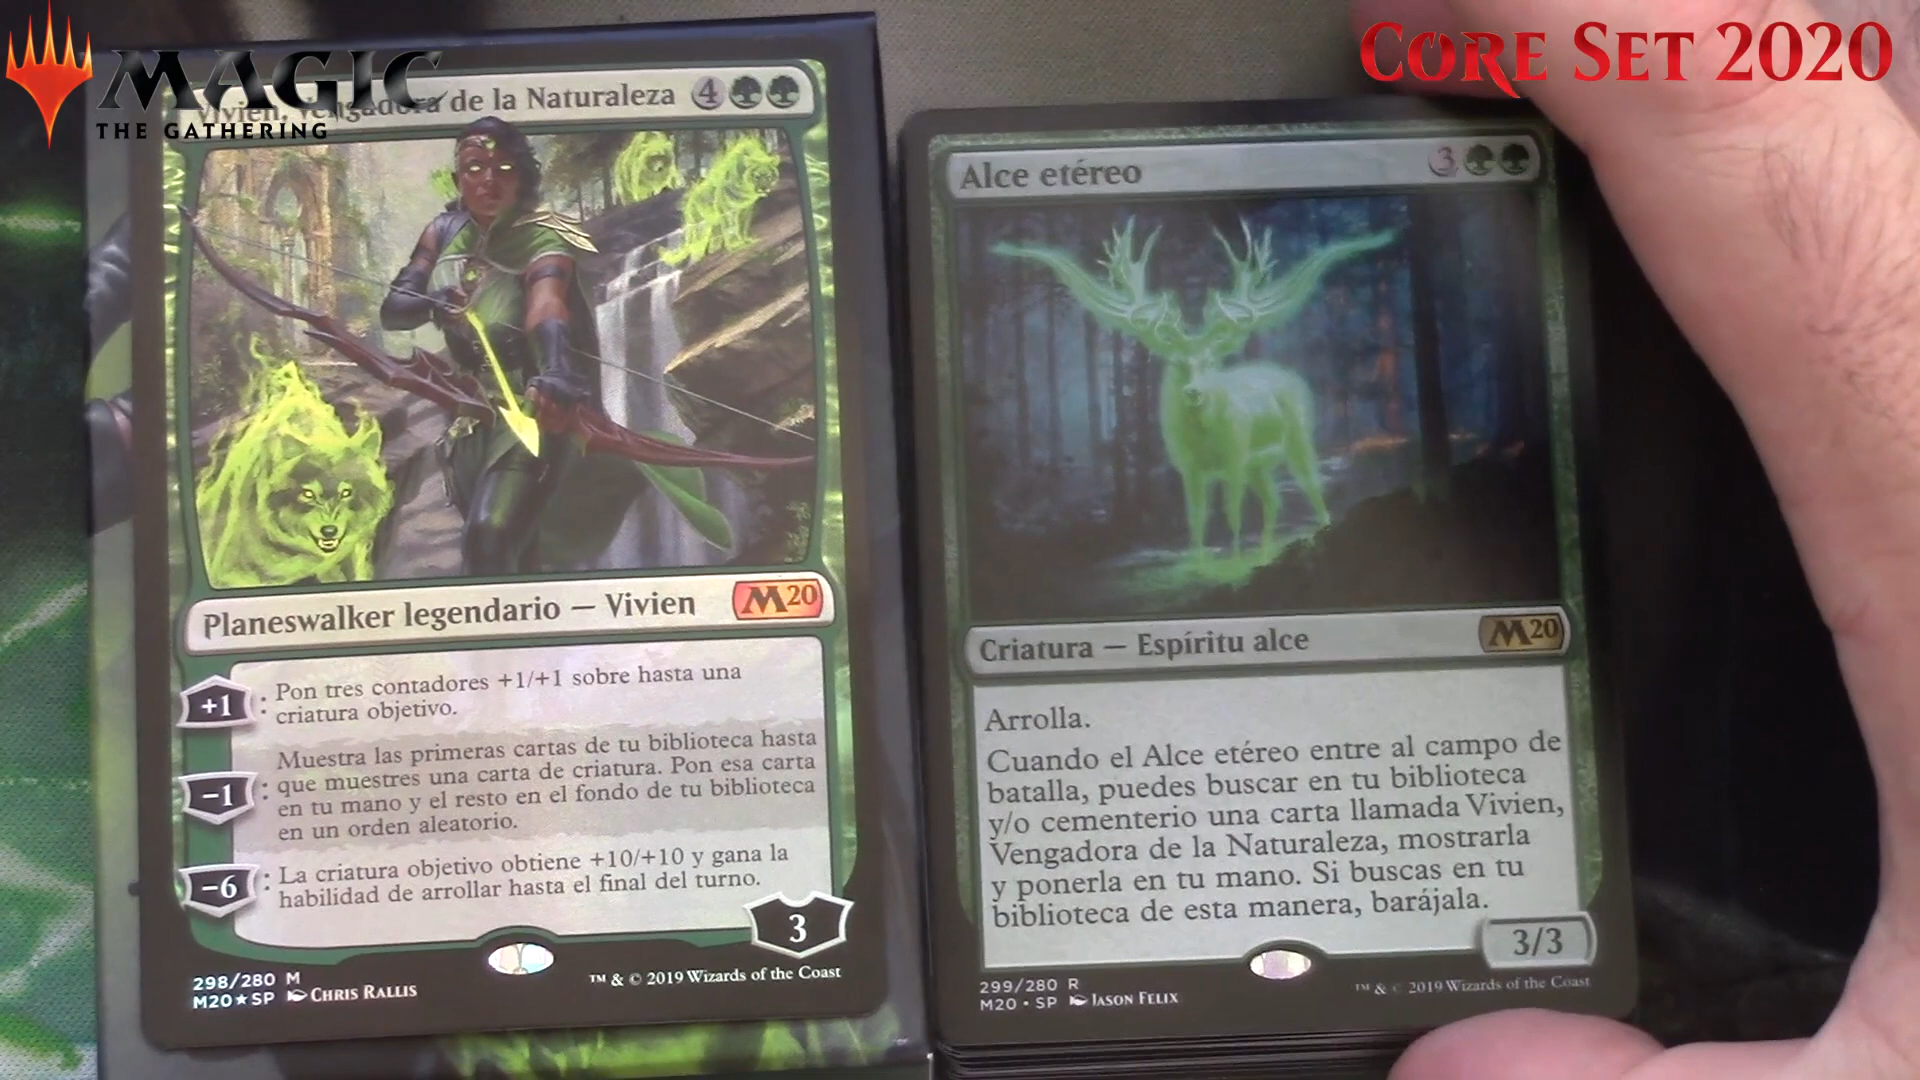 MAGIC
THE GATHERING
CORE SET 2020
Vivien, Vengadora de la Naturaleza 4
Planeswalker legendario — Vivien M20
+1 : Pon tres contadores +1/+1 sobre hasta una
criatura objetivo.
Muestra las primeras cartas de tu biblioteca hasta
−1 : que muestres una carta de criatura. Pon esa carta
en tu mano y el resto en el fondo de tu biblioteca
en un orden aleatorio.
−6 : La criatura objetivo obtiene +10/+10 y gana la
habilidad de arrollar hasta el final del turno.
3
298/280 M
M20★SP CHRIS RALLIS
™ & © 2019 Wizards of the Coast
Alce etéreo 3
Criatura — Espíritu alce M20
Arrolla.
Cuando el Alce etéreo entre al campo de
batalla, puedes buscar en tu biblioteca
y/o cementerio una carta llamada Vivien,
Vengadora de la Naturaleza, mostrarla
y ponerla en tu mano. Si buscas en tu
biblioteca de esta manera, barájala.
3/3
299/280 R
M20 • SP JASON FELIX
™ & © 2019 Wizards of the Coast